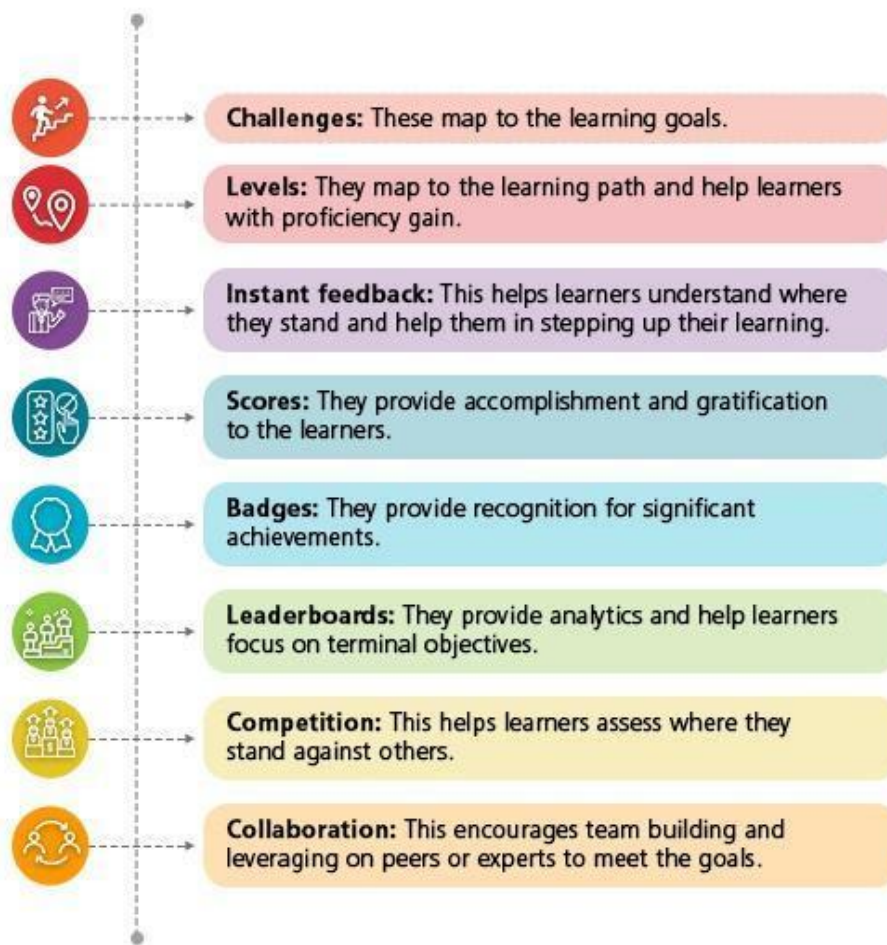 Challenges: These map to the learning goals.
Levels: They map to the learning path and help learners
with proficiency gain.
Instant feedback: This helps learners understand where
they stand and help them in stepping up their learning.
Scores: They provide accomplishment and gratification
to the learners.
Badges: They provide recognition for significant
achievements.
Leaderboards: They provide analytics and help learners
focus on terminal objectives.
Competition: This helps learners assess where they
stand against others.
Collaboration: This encourages team building and
leveraging on peers or experts to meet the goals.